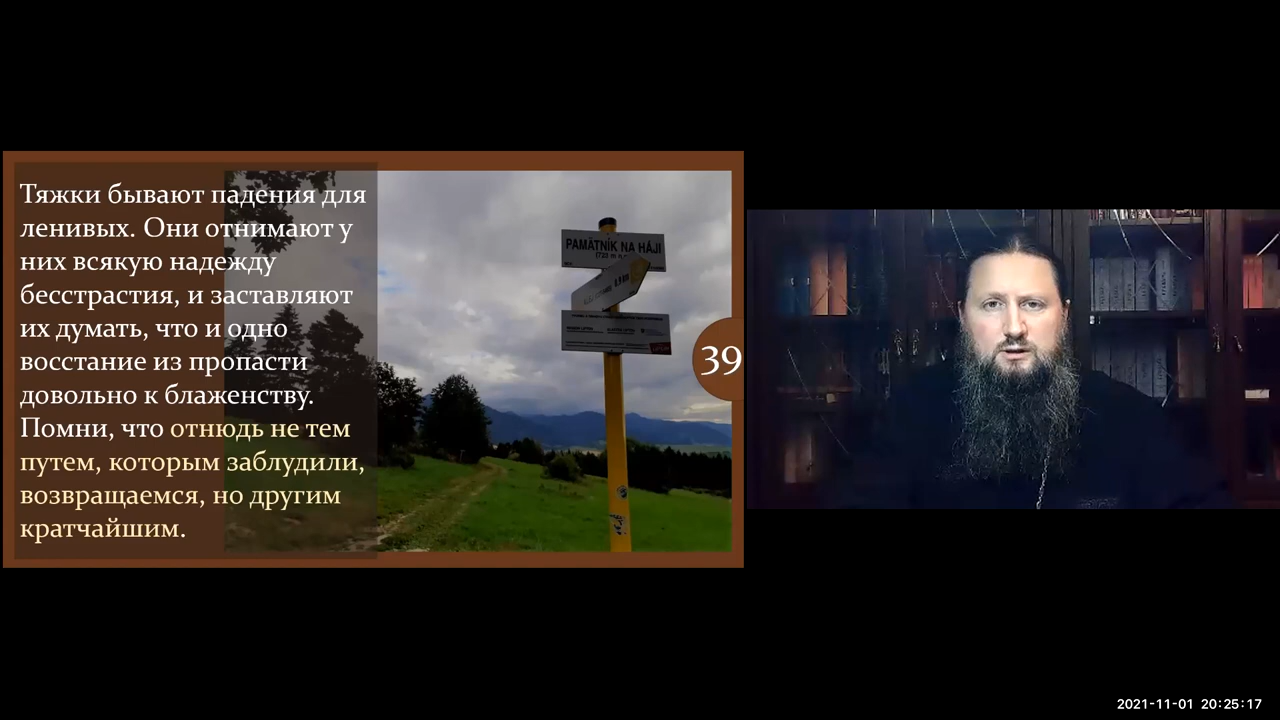 Тяжки бывают падения для
ленивых. Они отнимают у
них всякую надежду
бесстрастия, и заставляют
их думать, что и одно
восстание из пропасти
довольно к блаженству.
Помни, что отнюдь не тем
путем, которым заблудили,
возвращаемся, но другим
кратчайшим.
PAMÄTNÍK NA HÁJI
39
2021-11-01 20:25:17